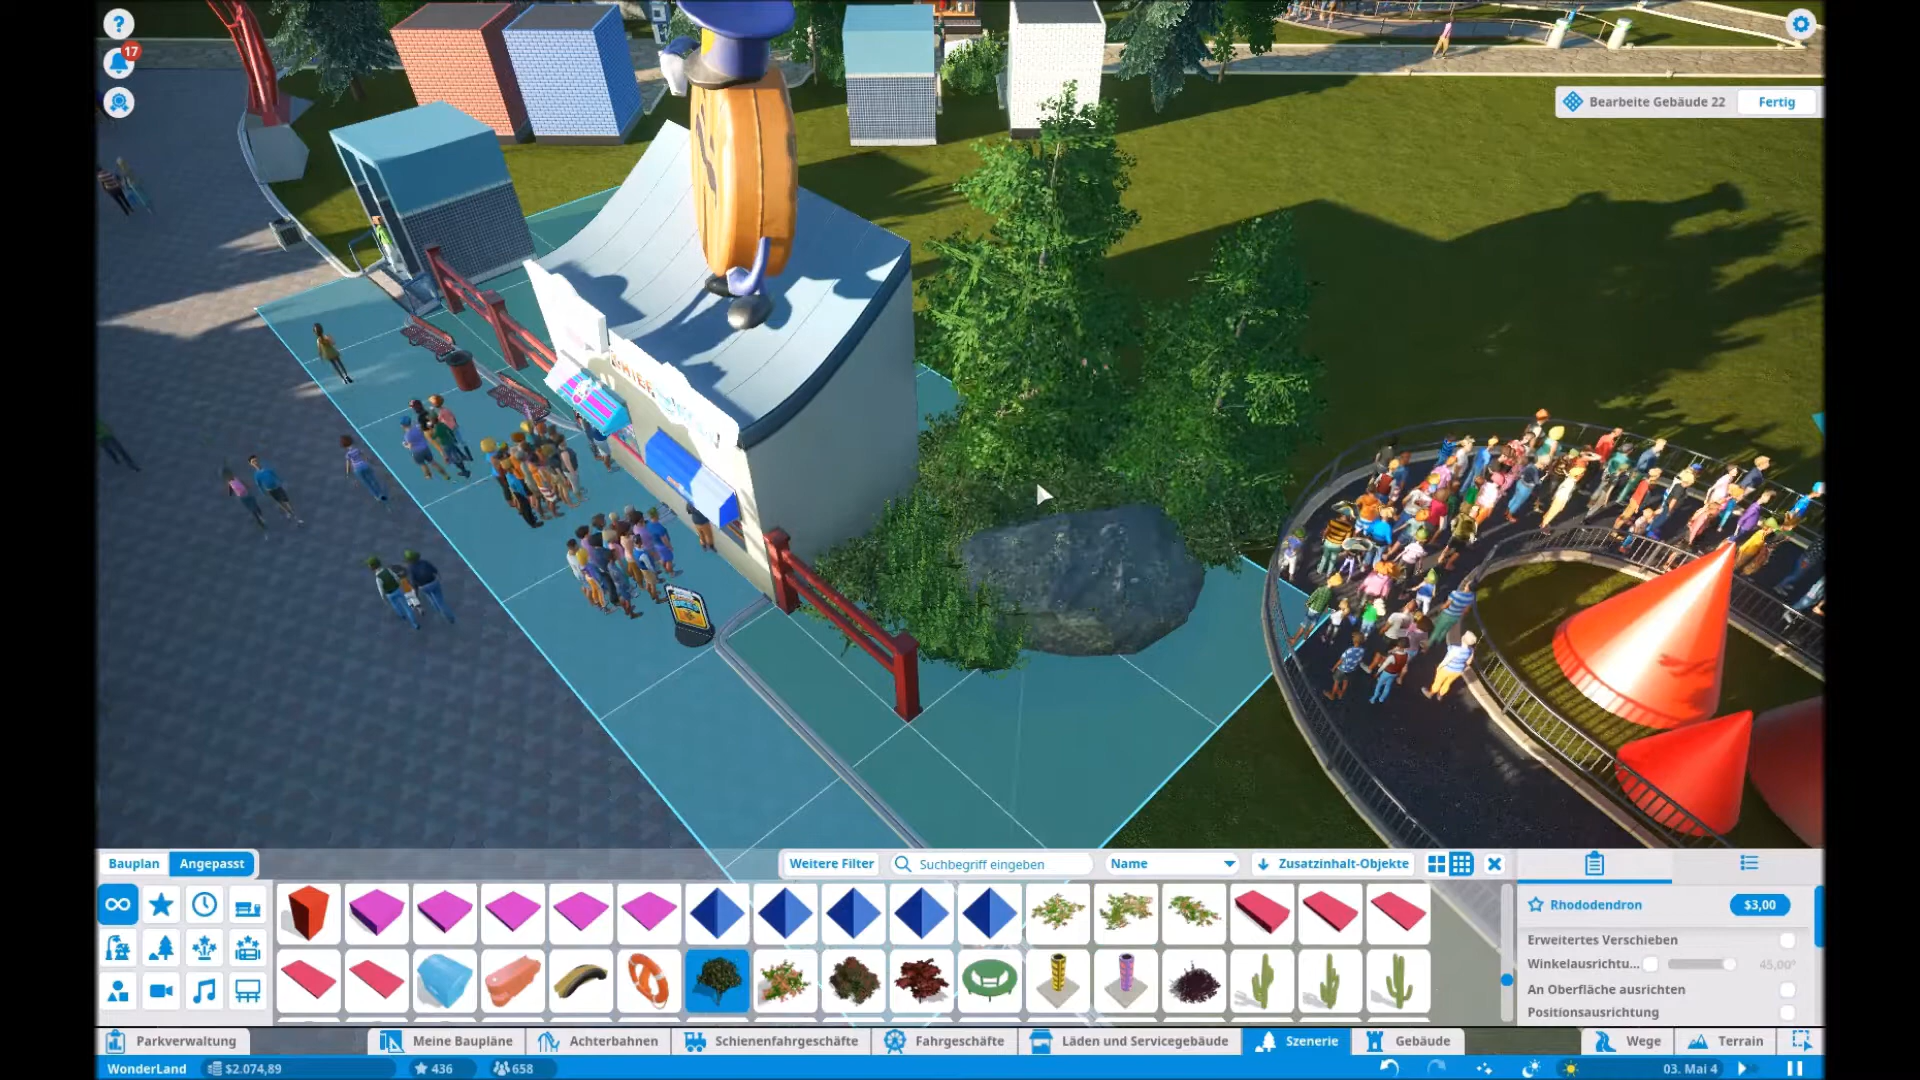 ?
17
Bearbeite Gebäude 22
Fertig
CHIEF
Bauplan
Angepasst
Weitere Filter
Suchbegriff eingeben
Name
Zusatzinhalt-Objekte
Rhododendron
$3,00
Erweitertes Verschieben
Winkelausrichtu...
45,00°
An Oberfläche ausrichten
Positionsausrichtung
Parkverwaltung
Meine Baupläne
Achterbahnen
Schienenfahrgeschäfte
Fahrgeschäfte
Läden und Servicegebäude
Szenerie
Gebäude
Wege
Terrain
WonderLand
$2.074,89
436
658
03. Mai 4